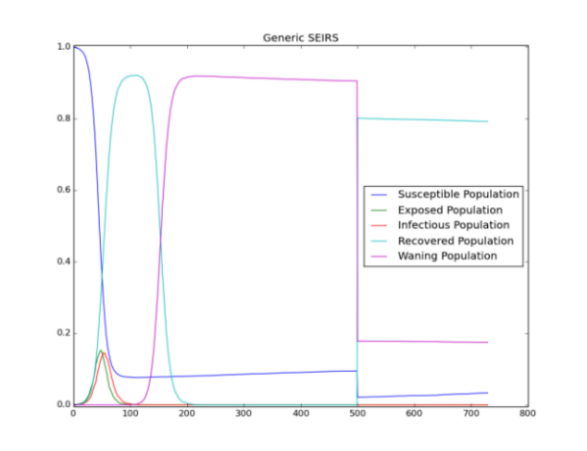 Generic SEIRS
1.0
0.8
0.6
0.4
0.2
0.0
Susceptible Population
Exposed Population
Infectious Population
Recovered Population
Waning Population
0 100 200 300 400 500 600 700 800